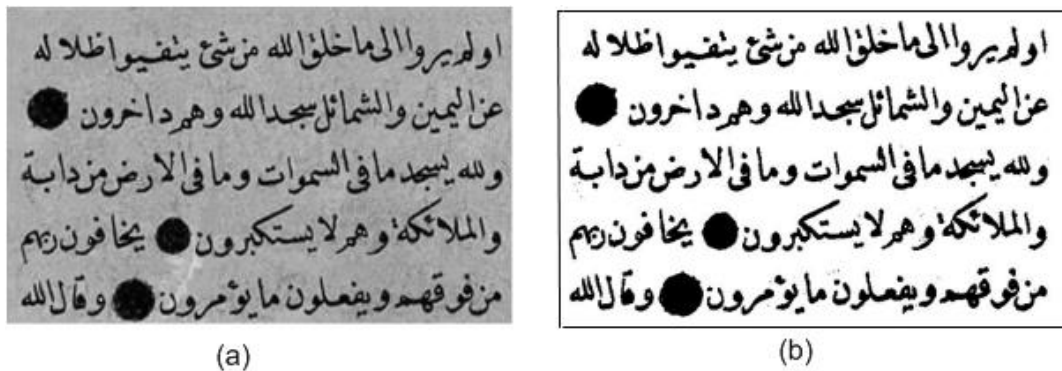 اولم يروا الى ما خلق الله من شئ يتفيوا ظلاله
عن اليمين والشمائل سجدا لله وهم داخرون
ولله يسجد ما فى السموات وما فى الارض من دابة
والملائكة وهم لا يستكبرون يخافون ربهم
من فوقهم ويفعلون ما يؤمرون وقال الله
(a)
اولم يروا الى ما خلق الله من شئ يتفيوا ظلاله
عن اليمين والشمائل سجدا لله وهم داخرون
ولله يسجد ما فى السموات وما فى الارض من دابة
والملائكة وهم لا يستكبرون يخافون ربهم
من فوقهم ويفعلون ما يؤمرون وقال الله
(b)